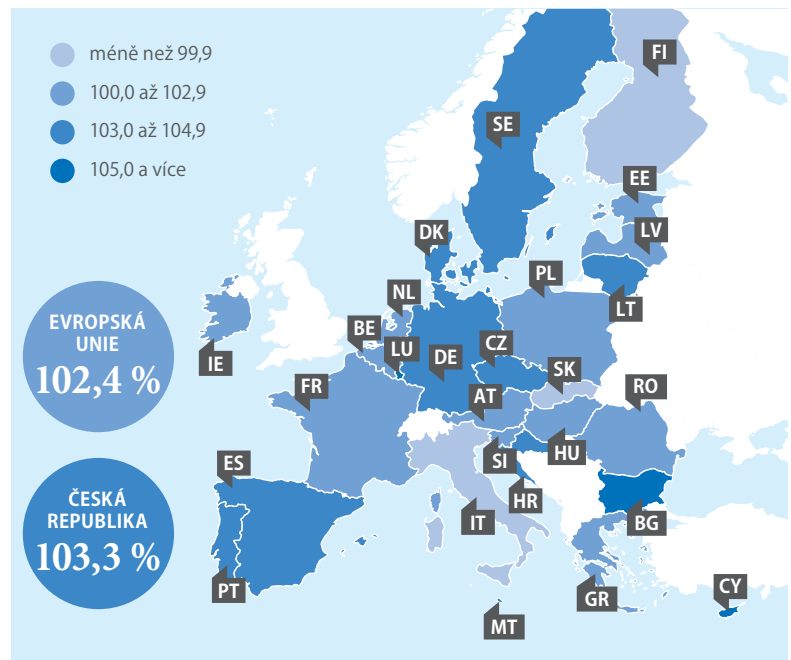 méně než 99,9
100,0 až 102,9
103,0 až 104,9
105,0 a více
FI
SE
EE
LV
DK
PL
LT
NL
BE
LU
DE
CZ
SK
IE
FR
AT
RO
EVROPSKÁ
UNIE
102,4 %
SI
HU
ES
HR
IT
BG
ČESKÁ
REPUBLIKA
103,3 %
PT
GR
CY
MT